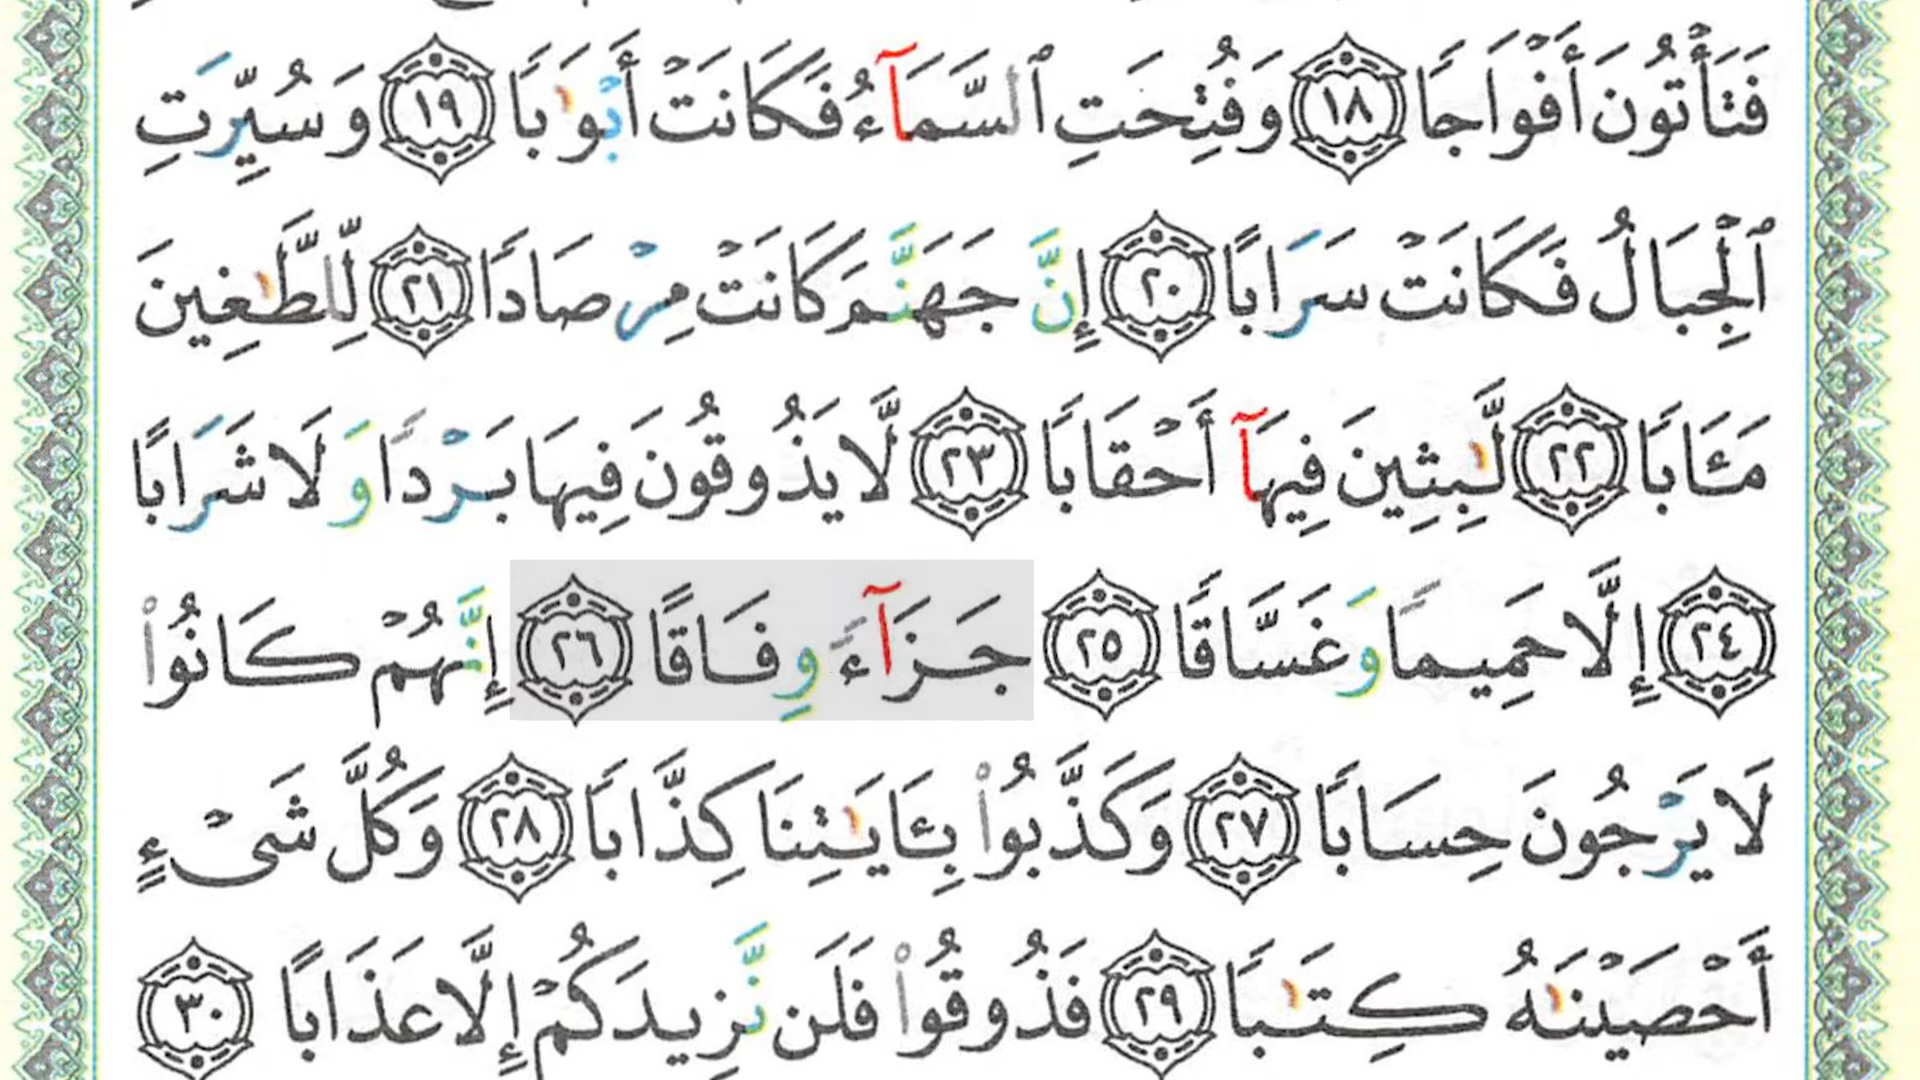 فَتَأْتُونَ أَفْوَاجًا ١٨ وَفُتِحَتِ ٱلسَّمَآءُ فَكَانَتْ أَبْوَٰبًا ١٩ وَسُيِّرَتِ
ٱلْجِبَالُ فَكَانَتْ سَرَابًا ٢٠ إِنَّ جَهَنَّمَ كَانَتْ مِرْصَادًا ٢١ لِّلطَّٰغِينَ
مَـَٔابًا ٢٢ لَّٰبِثِينَ فِيهَآ أَحْقَابًا ٢٣ لَّا يَذُوقُونَ فِيهَا بَرْدًا وَلَا شَرَابًا
٢٤ إِلَّا حَمِيمًا وَغَسَّاقًا ٢٥ جَزَآءً وِفَاقًا ٢٦ إِنَّهُمْ كَانُوا۟
لَا يَرْجُونَ حِسَابًا ٢٧ وَكَذَّبُوا۟ بِـَٔايَٰتِنَا كِذَّابًا ٢٨ وَكُلَّ شَىْءٍ
أَحْصَيْنَٰهُ كِتَٰبًا ٢٩ فَذُوقُوا۟ فَلَن نَّزِيدَكُمْ إِلَّا عَذَابًا ٣٠